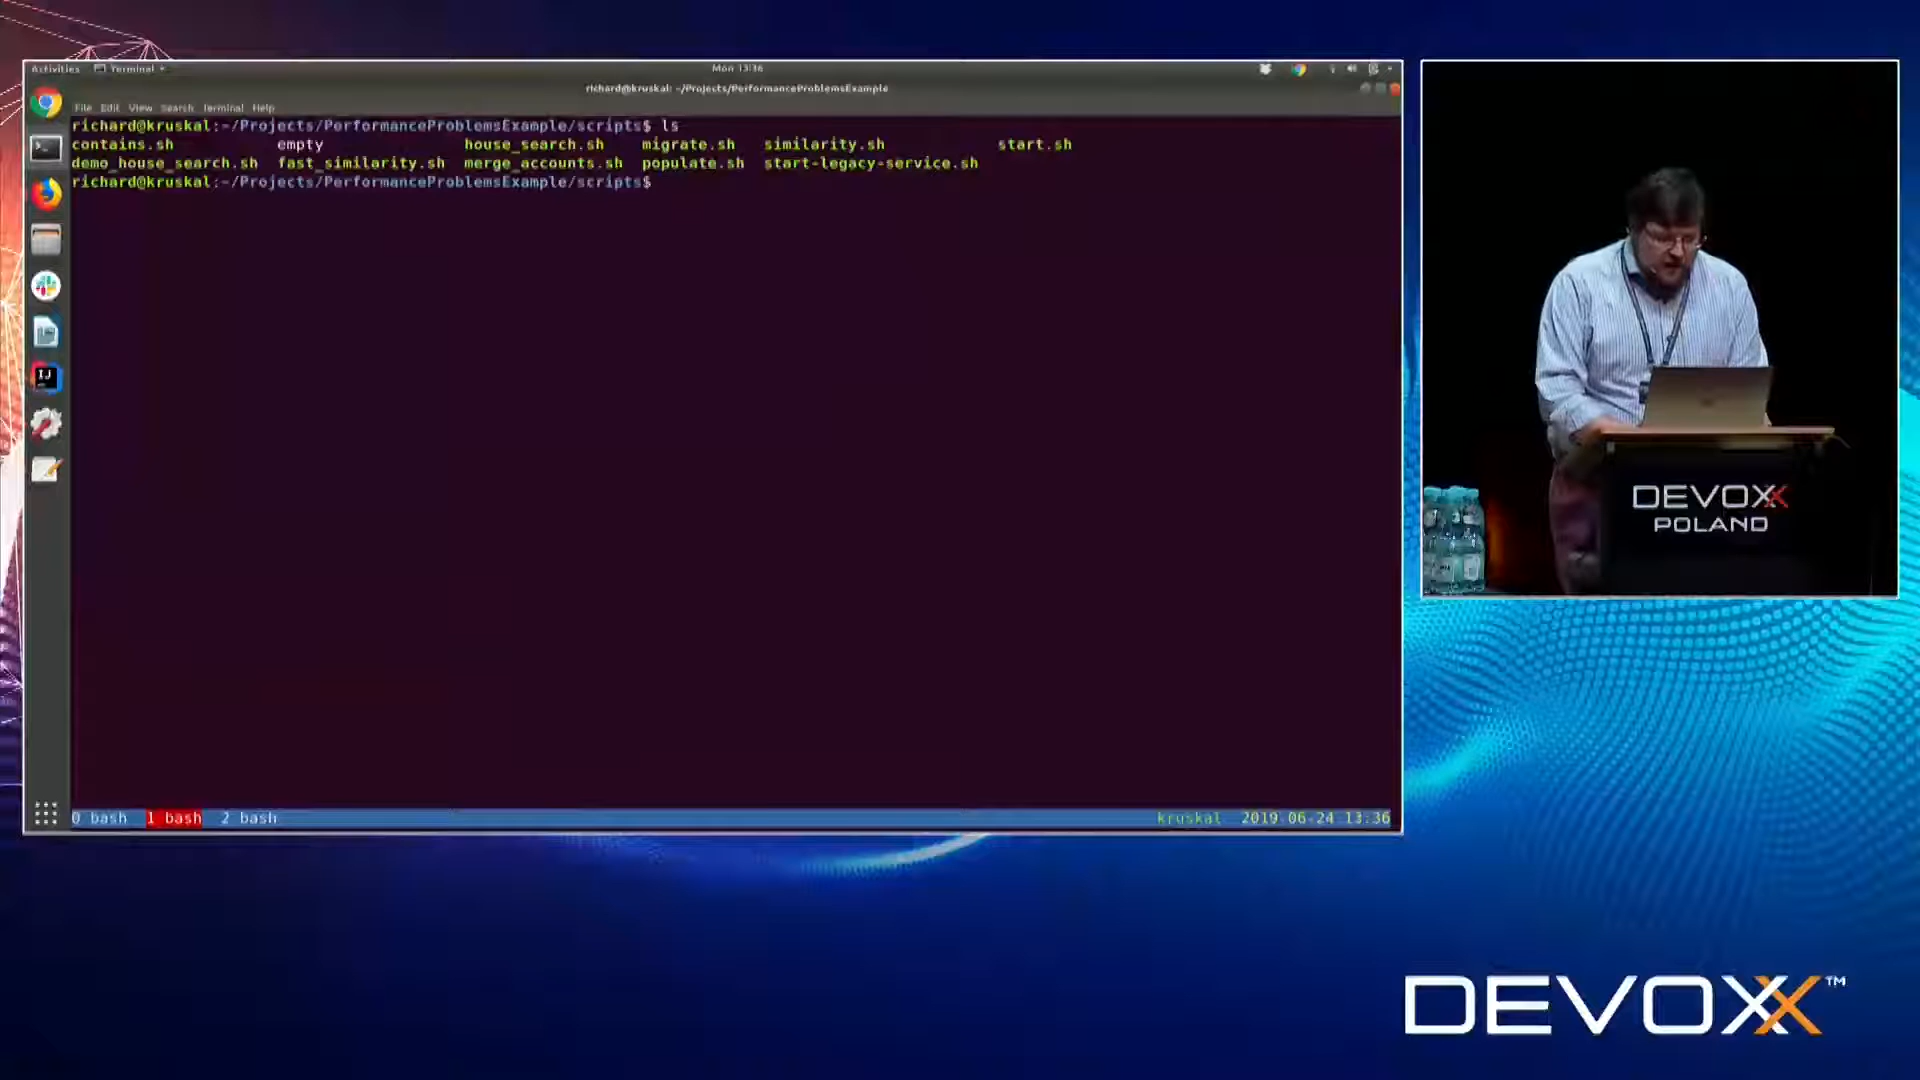 Activities Terminal
Mon 13:36
richard@kruskal: ~/Projects/PerformanceProblemsExample
File Edit View Search Terminal Help
richard@kruskal:~/Projects/PerformanceProblemsExample/scripts$ ls
contains.sh empty house_search.sh migrate.sh similarity.sh start.sh
demo_house_search.sh fast_similarity.sh merge_accounts.sh populate.sh start-legacy-service.sh
richard@kruskal:~/Projects/PerformanceProblemsExample/scripts$
IJ
0 bash 1 bash 2 bash kruskal 2019-06-24 13:36
DEVOXX
POLAND
DEVOXX™